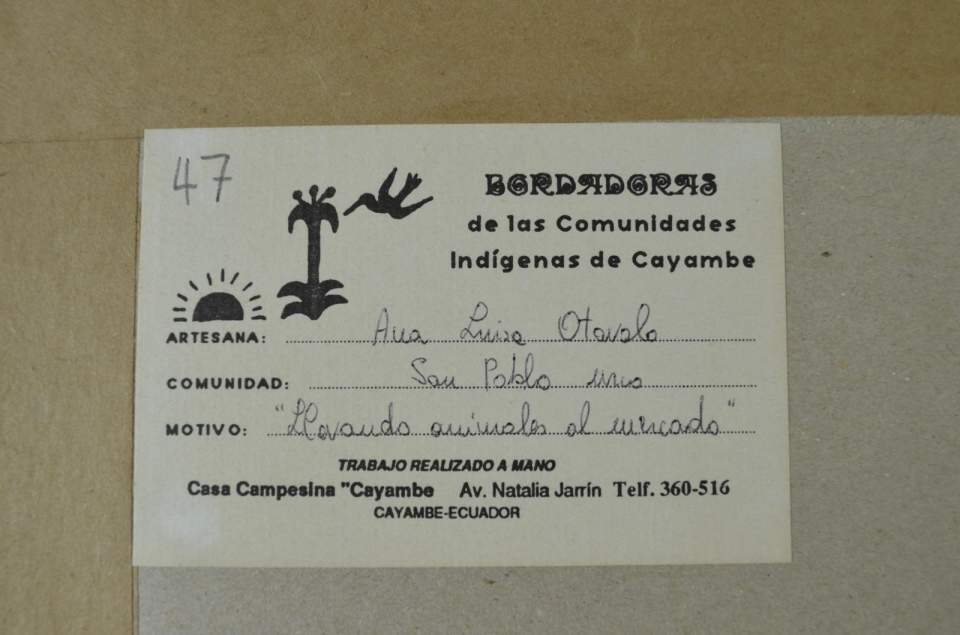 47
BORDADORAS
de las Comunidades
Indígenas de Cayambe
ARTESANA: Ana Luisa Otavalo
COMUNIDAD: San Pablo urco
MOTIVO: "Llevando animales al mercado"
TRABAJO REALIZADO A MANO
Casa Campesina "Cayambe Av. Natalia Jarrín Telf. 360-516
CAYAMBE-ECUADOR